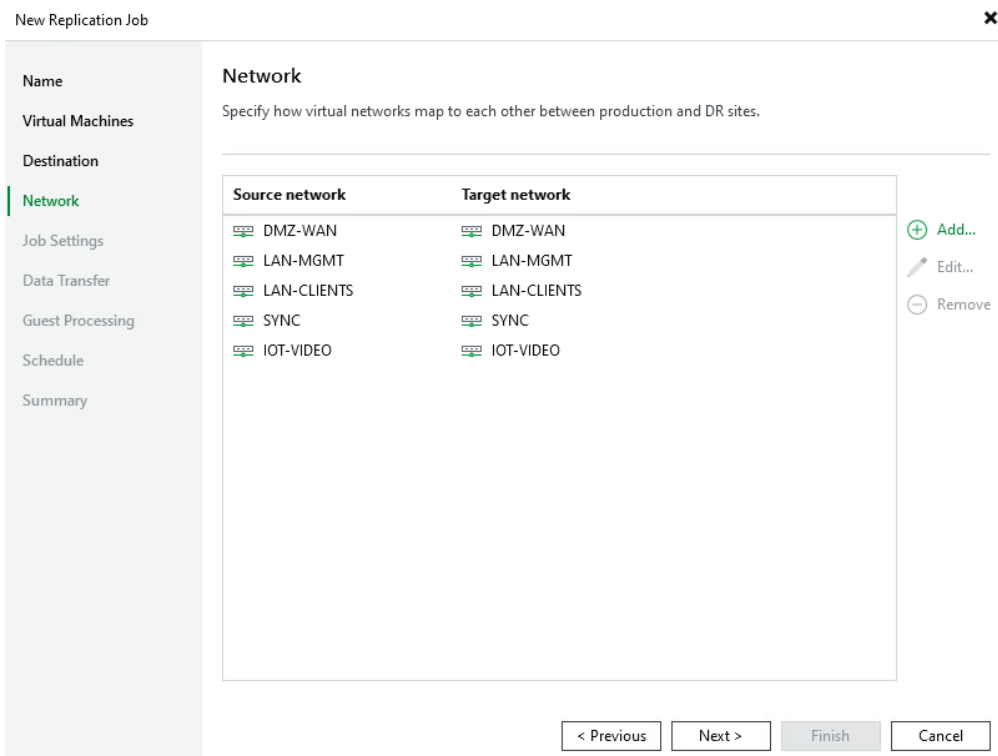 New Replication Job
Name
Virtual Machines
Destination
Network
Job Settings
Data Transfer
Guest Processing
Schedule
Summary
Network
Specify how virtual networks map to each other between production and DR sites.
Source network Target network
DMZ-WAN DMZ-WAN
LAN-MGMT LAN-MGMT
LAN-CLIENTS LAN-CLIENTS
SYNC SYNC
IOT-VIDEO IOT-VIDEO
Add...
Edit...
Remove
< Previous Next > Finish Cancel